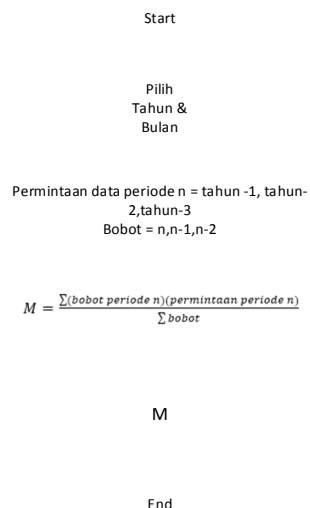 Start
Pilih
Tahun &
Bulan
Permintaan data periode n = tahun -1, tahun-
2,tahun-3
Bobot = n,n-1,n-2
M = ∑(bobot periode n)(permintaan periode n) / ∑ bobot
M
End